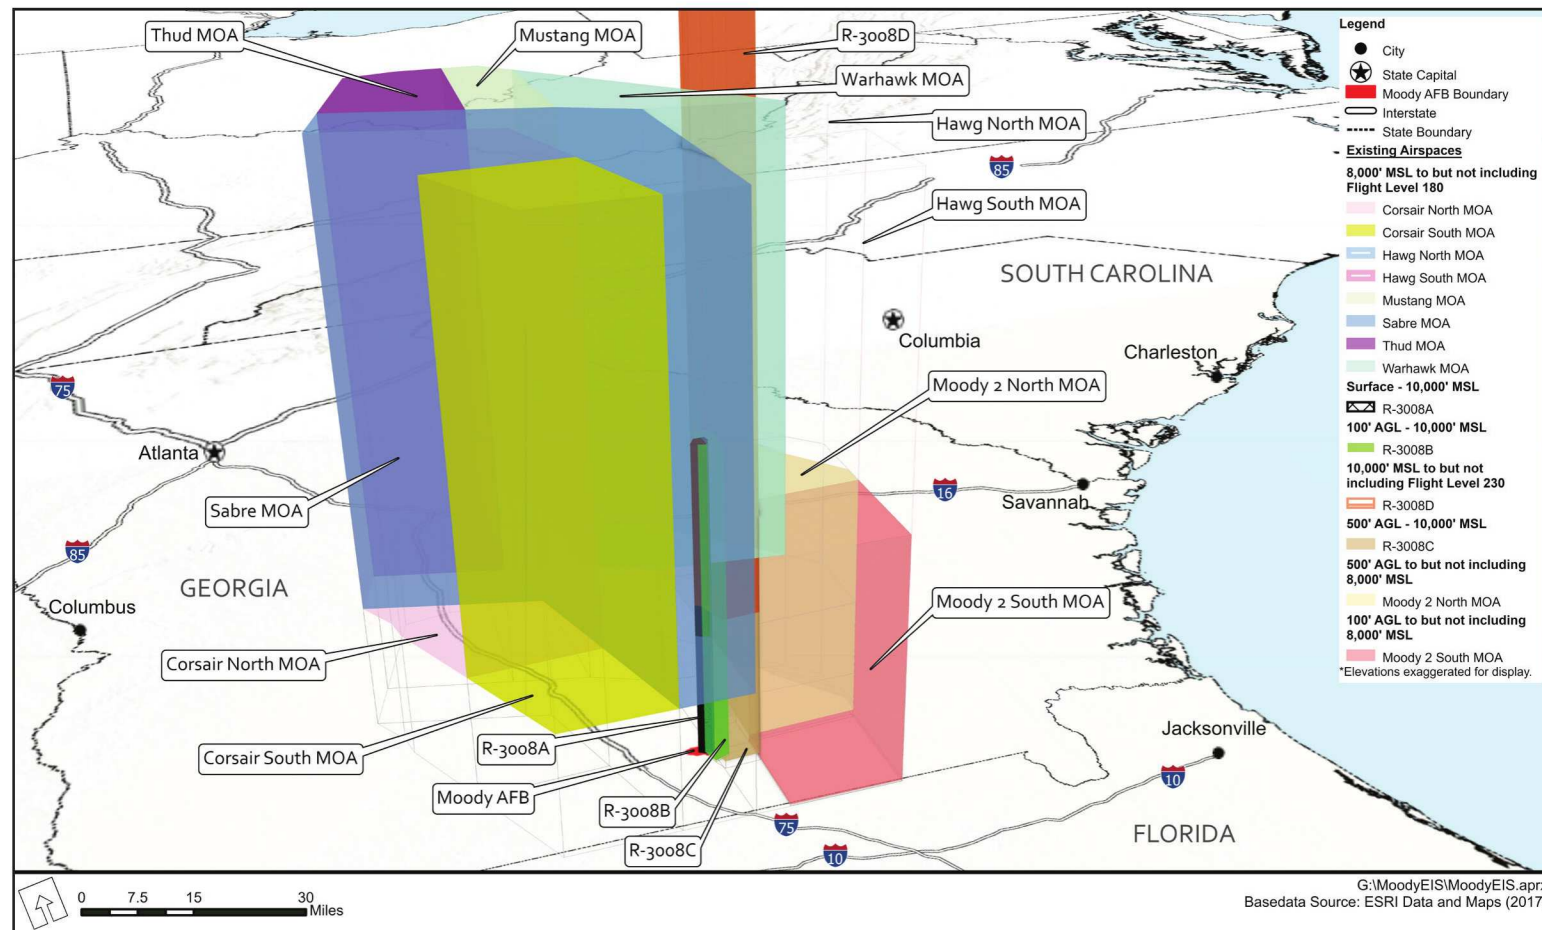 Thud MOA
Mustang MOA
R-3008D
Warhawk MOA
Hawg North MOA
85
Hawg South MOA
SOUTH CAROLINA
Columbia
Charleston
75
Moody 2 North MOA
Atlanta
16
Savannah
Sabre MOA
85
GEORGIA
Columbus
Moody 2 South MOA
Corsair North MOA
Corsair South MOA
R-3008A
Jacksonville
Moody AFB
R-3008B
10
75
R-3008C
10
FLORIDA
Legend
City
State Capital
Moody AFB Boundary
Interstate
State Boundary
Existing Airspaces
8,000' MSL to but not including
Flight Level 180
Corsair North MOA
Corsair South MOA
Hawg North MOA
Hawg South MOA
Mustang MOA
Sabre MOA
Thud MOA
Warhawk MOA
Surface - 10,000' MSL
R-3008A
100' AGL - 10,000' MSL
R-3008B
10,000' MSL to but not
including Flight Level 230
R-3008D
500' AGL - 10,000' MSL
R-3008C
500' AGL to but not including
8,000' MSL
Moody 2 North MOA
100' AGL to but not including
8,000' MSL
Moody 2 South MOA
*Elevations exaggerated for display.
0 7.5 15 30
Miles
G:\MoodyEIS\MoodyEIS.apr
Basedata Source: ESRI Data and Maps (2017